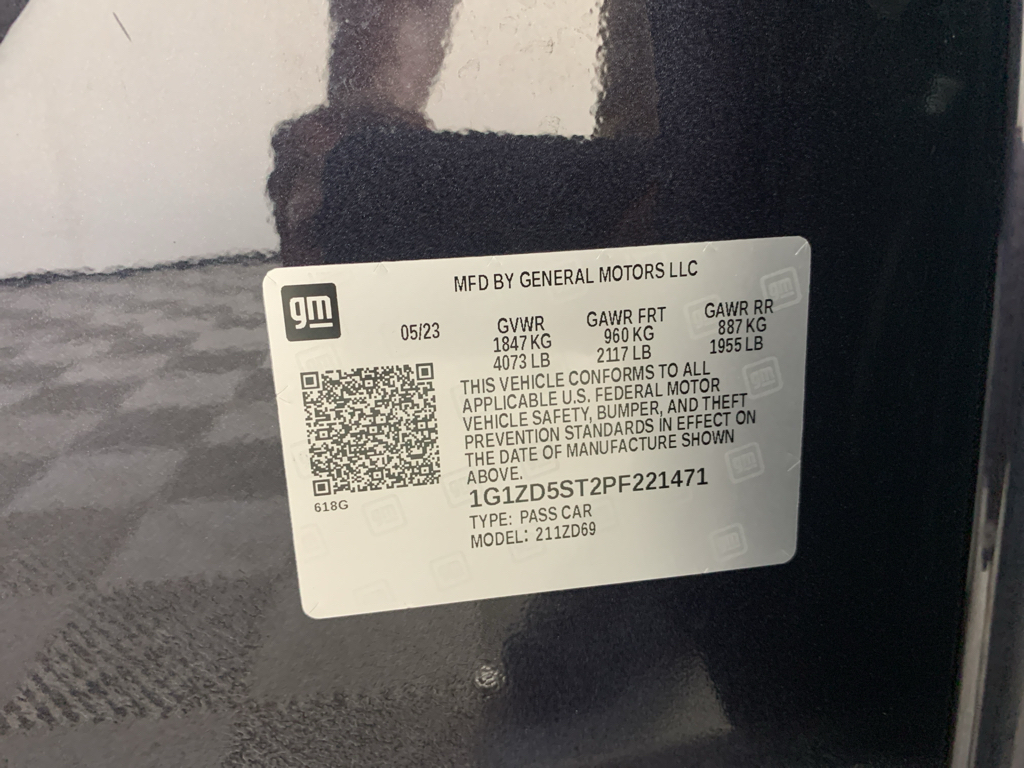 MFD BY GENERAL MOTORS LLC
gm
05/23
GVWR
1847 KG
4073 LB
GAWR FRT
960 KG
2117 LB
GAWR RR
887 KG
1955 LB
THIS VEHICLE CONFORMS TO ALL
APPLICABLE U.S. FEDERAL MOTOR
VEHICLE SAFETY, BUMPER, AND THEFT
PREVENTION STANDARDS IN EFFECT ON
THE DATE OF MANUFACTURE SHOWN
ABOVE.
618G
1G1ZD5ST2PF221471
TYPE: PASS CAR
MODEL: 211ZD69